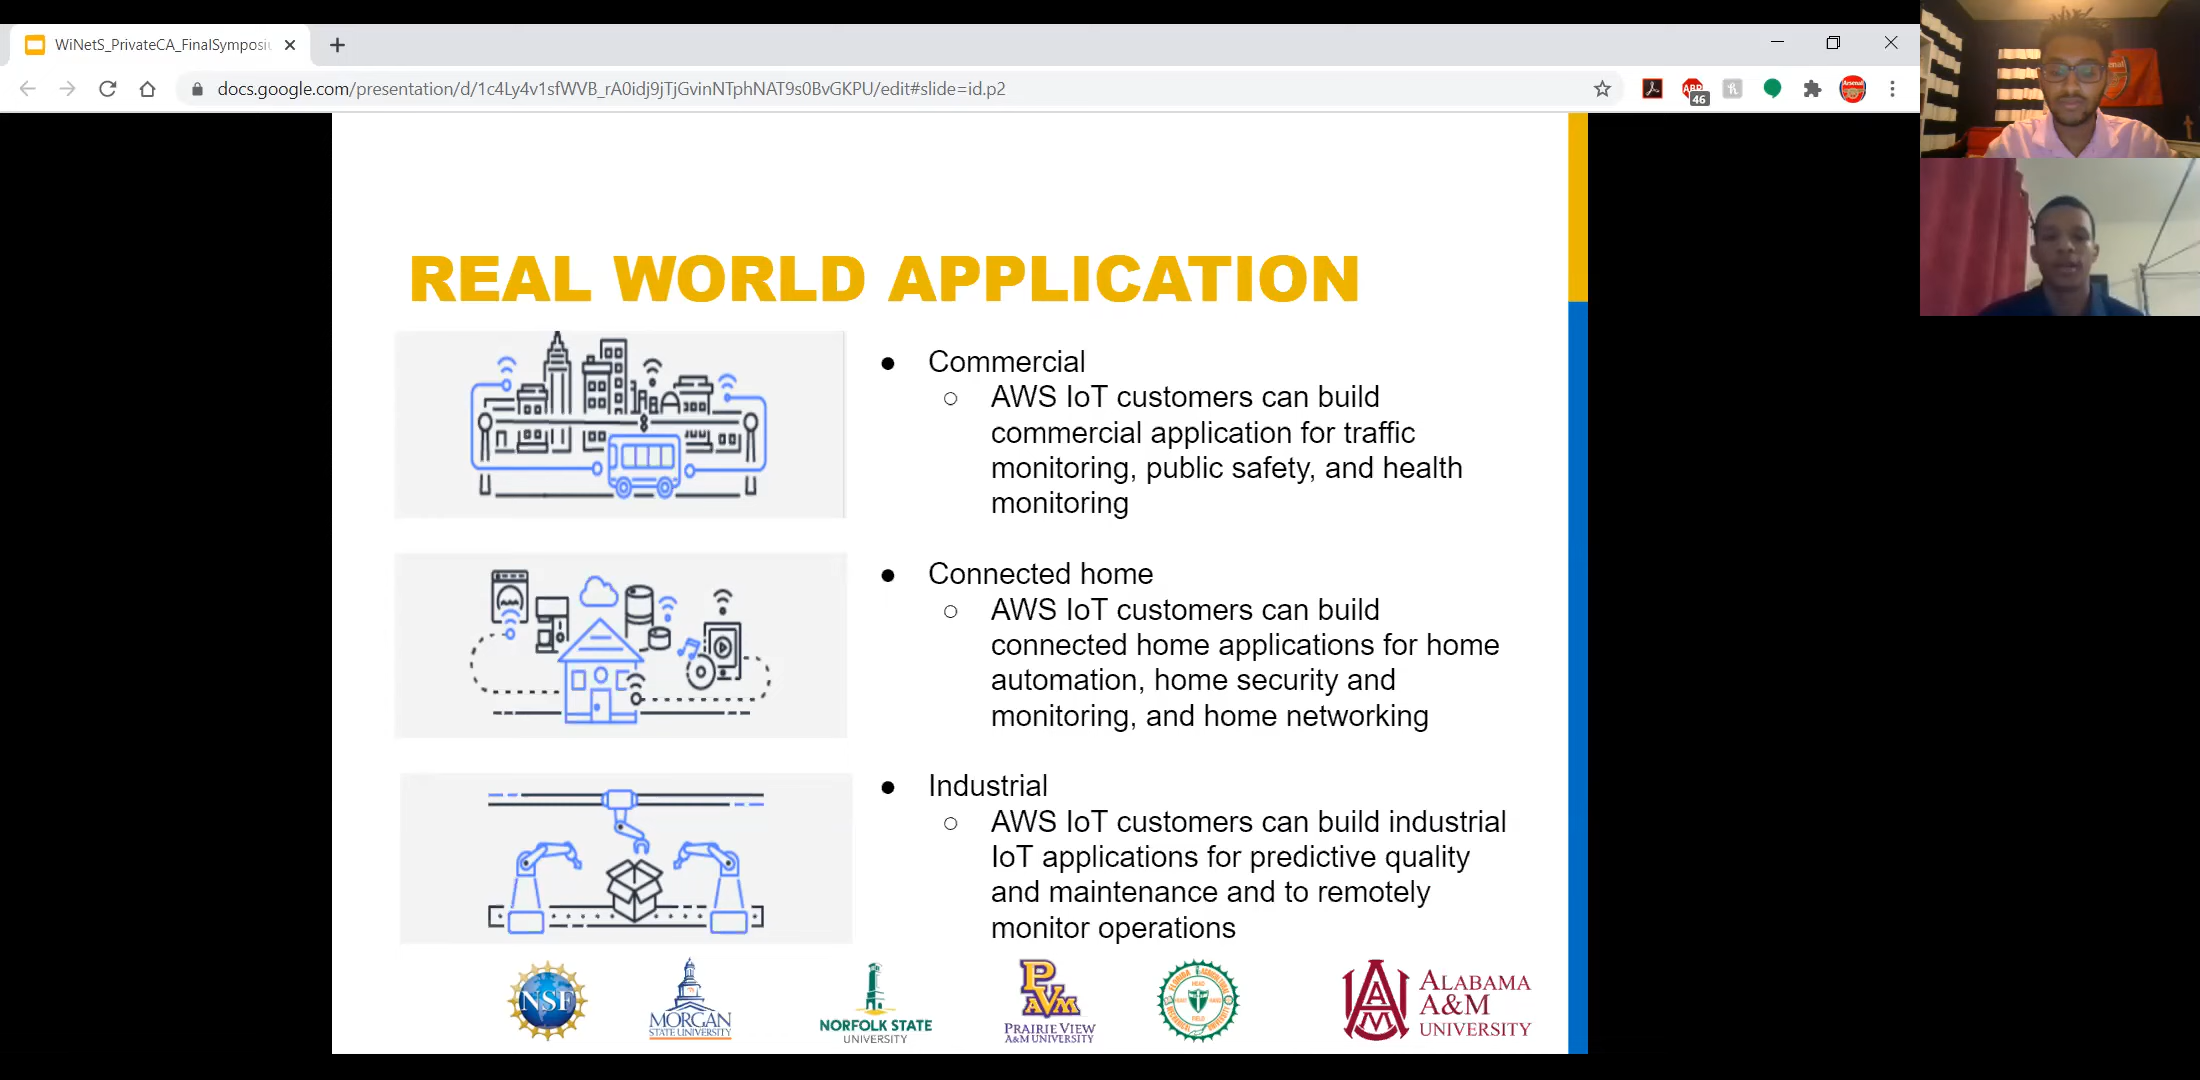 WiNetS_PrivateCA_FinalSymposiu
docs.google.com/presentation/d/1c4Ly4v1sfWVB_rA0idj9jTjGvinNTphNAT9s0BvGKPU/edit#slide=id.p2
46
Arsenal
REAL WORLD APPLICATION
● Commercial
○ AWS IoT customers can build
commercial application for traffic
monitoring, public safety, and health
monitoring
● Connected home
○ AWS IoT customers can build
connected home applications for home
automation, home security and
monitoring, and home networking
● Industrial
○ AWS IoT customers can build industrial
IoT applications for predictive quality
and maintenance and to remotely
monitor operations
NSF
MORGAN
STATE UNIVERSITY
NORFOLK STATE
UNIVERSITY
PVAM
PRAIRIE VIEW
A&M UNIVERSITY
ALABAMA
A&M
UNIVERSITY